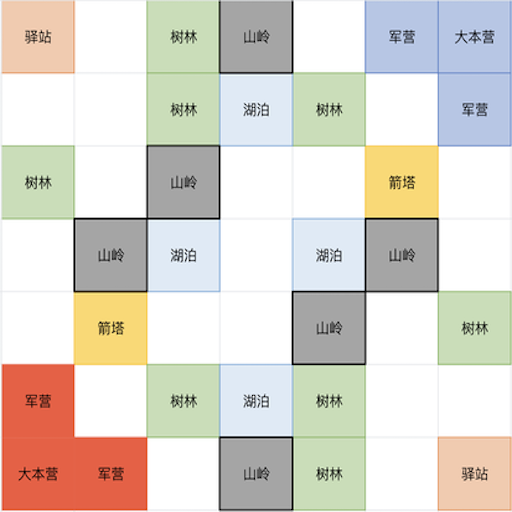 驿站 树林 山岭 军营 大本营
树林 湖泊 树林 军营
树林 山岭 箭塔
山岭 湖泊 湖泊 山岭
箭塔 山岭 树林
军营 树林 湖泊 树林
大本营 军营 山岭 树林 驿站